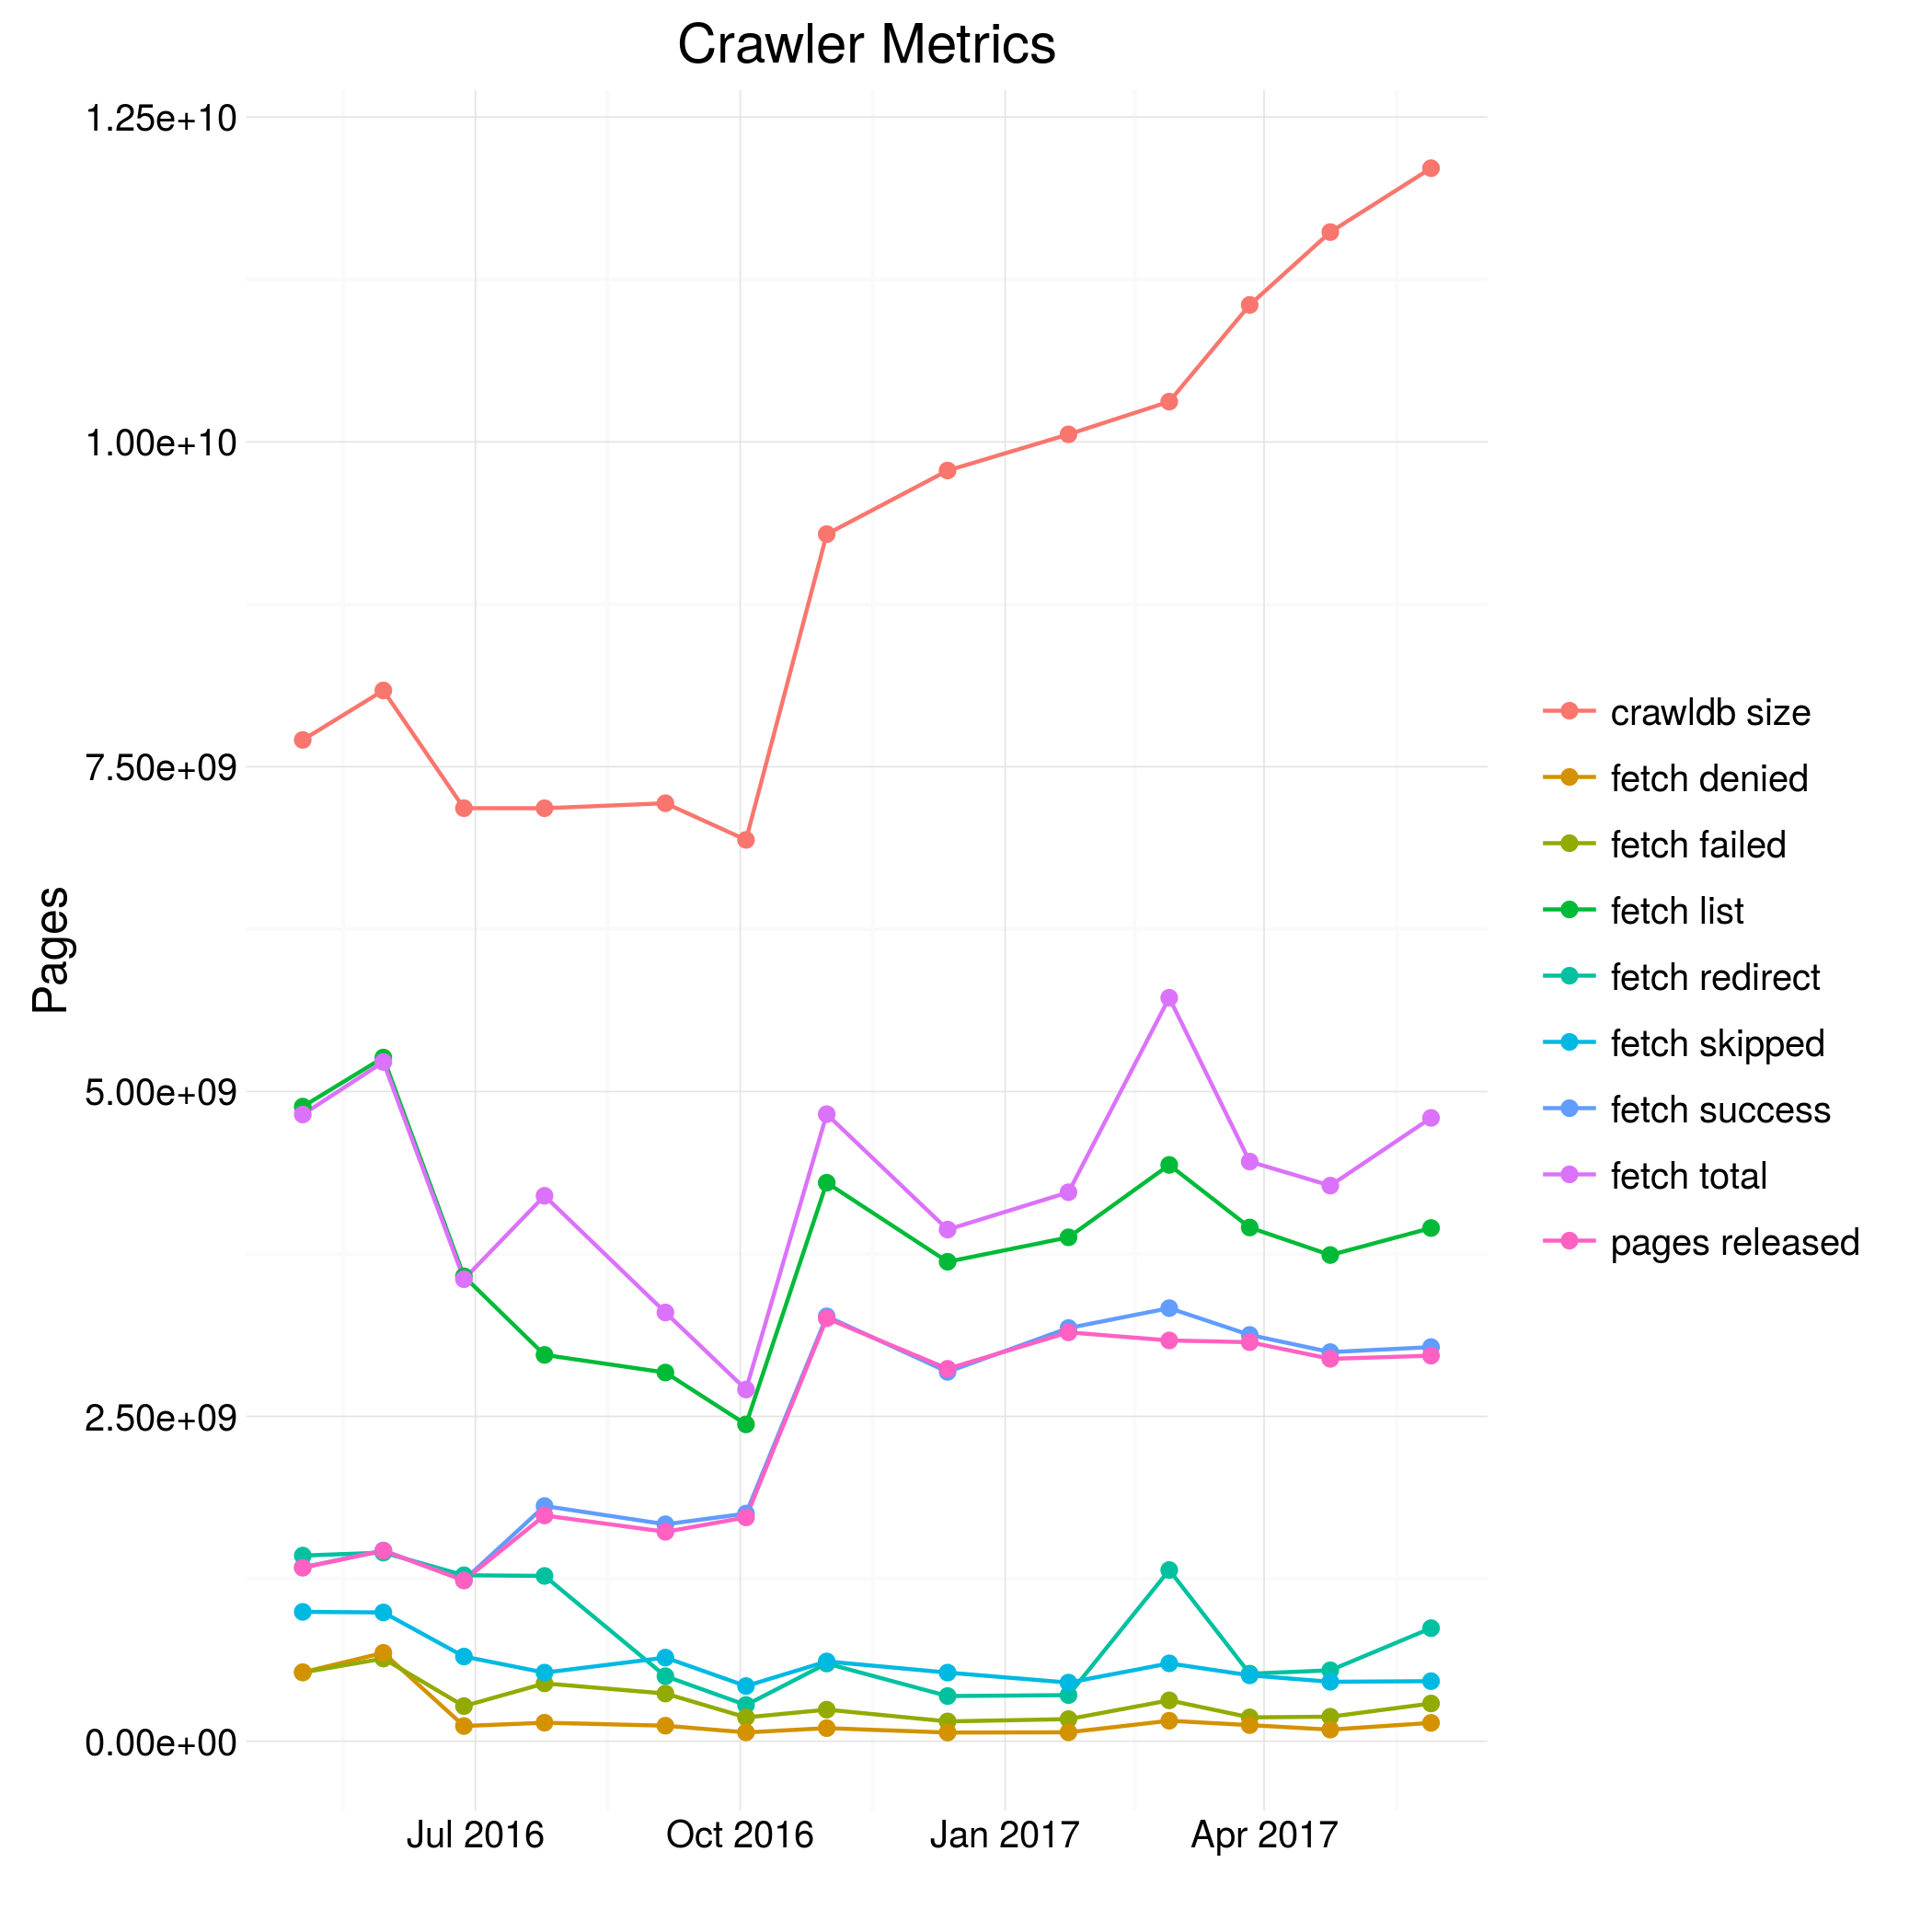 Crawler Metrics
1.25e+10
1.00e+10
7.50e+09
5.00e+09
2.50e+09
0.00e+00
Pages
Jul 2016
Oct 2016
Jan 2017
Apr 2017
crawldb size
fetch denied
fetch failed
fetch list
fetch redirect
fetch skipped
fetch success
fetch total
pages released